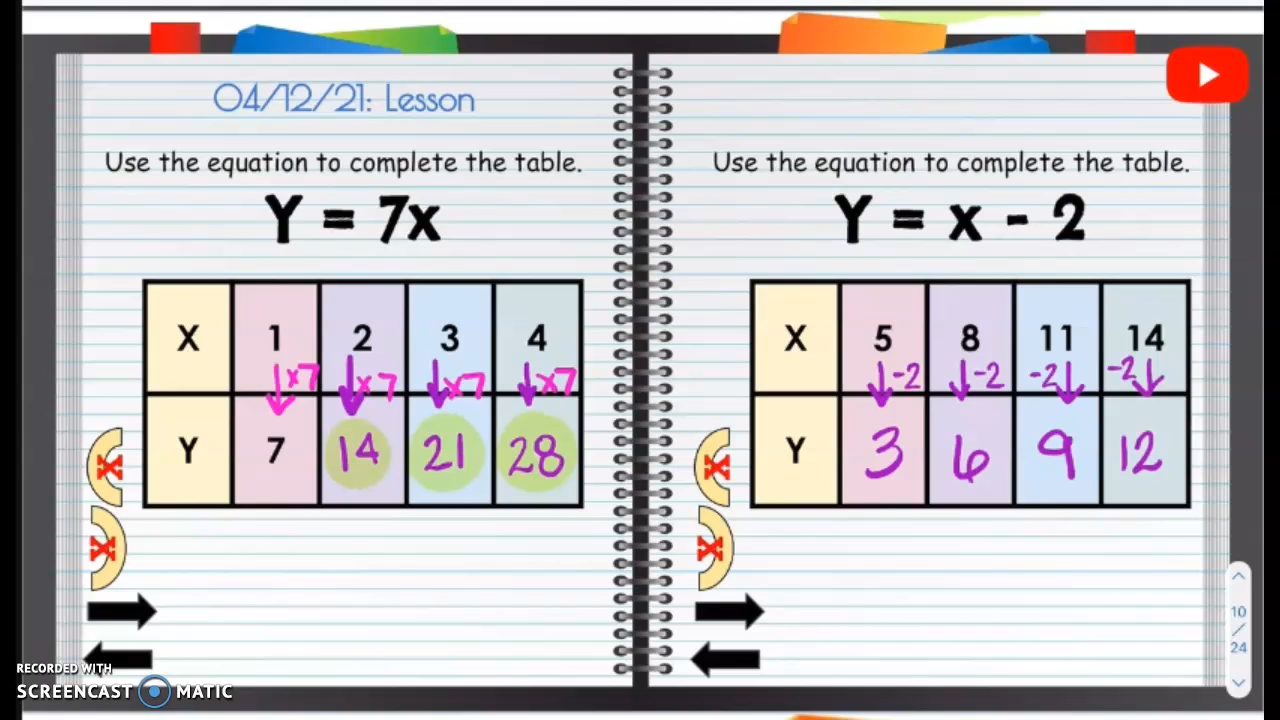 04/12/21: Lesson
Use the equation to complete the table.
Y = 7x
X 1 2 3 4
x7 x7 x7 x7
Y 7 14 21 28
Use the equation to complete the table.
Y = x - 2
X 5 8 11 14
-2 -2 -2 -2
Y 3 6 9 12
X
X
X
X
10
/
24
RECORDED WITH
SCREENCAST MATIC